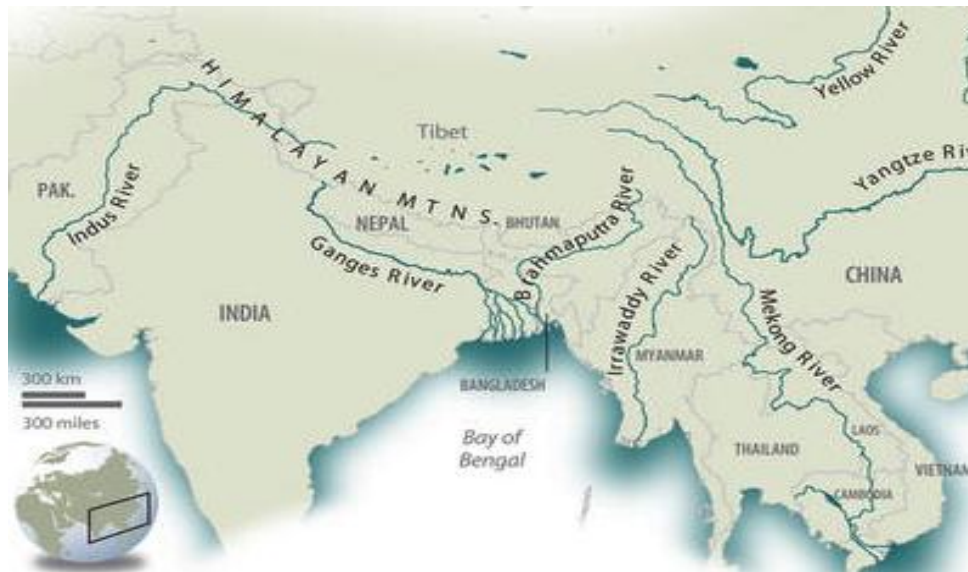 Yellow River
HIMALAYAN MTNS.
Tibet
Yangtze Riv
PAK.
Indus River
NEPAL
BHUTAN
Brahmaputra River
Ganges River
Irrawaddy River
CHINA
INDIA
Mekong River
MYANMAR
300 km
BANGLADESH
300 miles
Bay of
Bengal
LAOS
THAILAND
VIETNAM
CAMBODIA